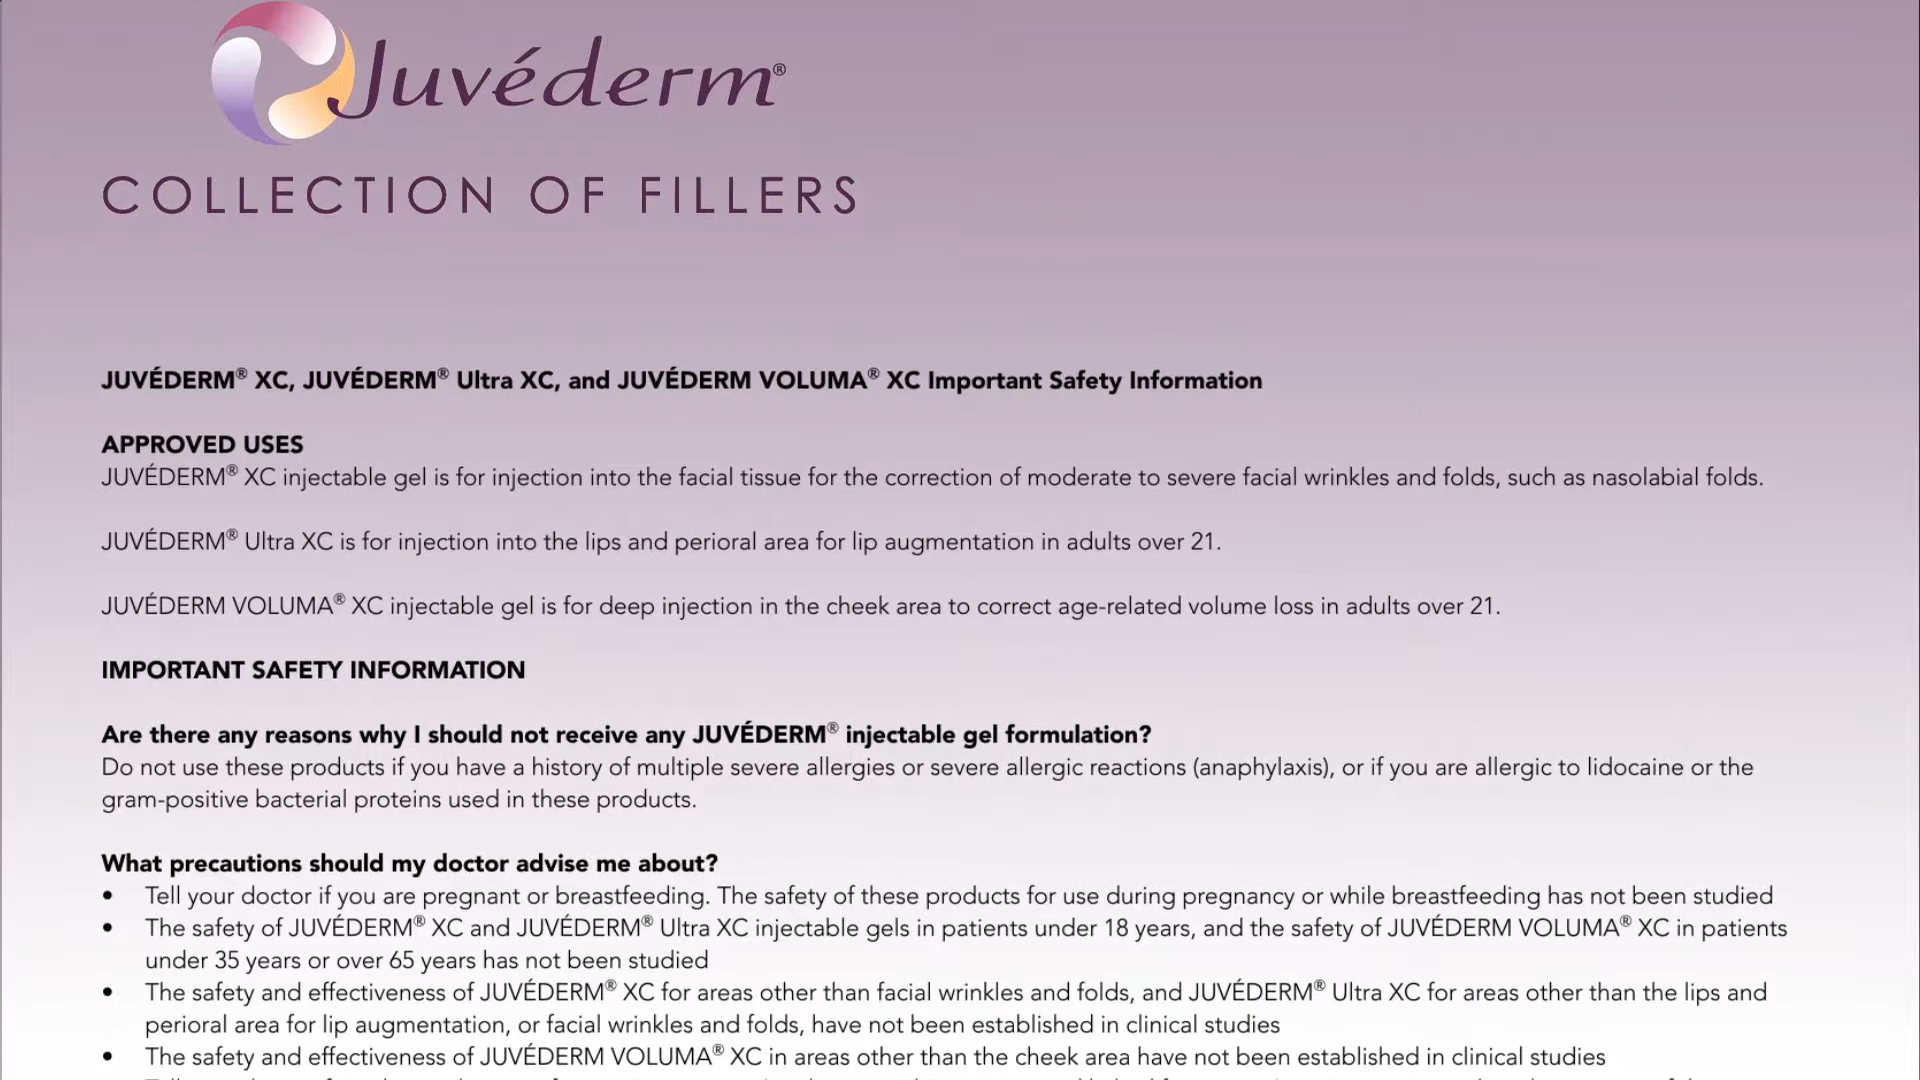 Juvéderm®
COLLECTION OF FILLERS
JUVÉDERM® XC, JUVÉDERM® Ultra XC, and JUVÉDERM VOLUMA® XC Important Safety Information
APPROVED USES
JUVÉDERM® XC injectable gel is for injection into the facial tissue for the correction of moderate to severe facial wrinkles and folds, such as nasolabial folds.
JUVÉDERM® Ultra XC is for injection into the lips and perioral area for lip augmentation in adults over 21.
JUVÉDERM VOLUMA® XC injectable gel is for deep injection in the cheek area to correct age-related volume loss in adults over 21.
IMPORTANT SAFETY INFORMATION
Are there any reasons why I should not receive any JUVÉDERM® injectable gel formulation?
Do not use these products if you have a history of multiple severe allergies or severe allergic reactions (anaphylaxis), or if you are allergic to lidocaine or the
gram-positive bacterial proteins used in these products.
What precautions should my doctor advise me about?
• Tell your doctor if you are pregnant or breastfeeding. The safety of these products for use during pregnancy or while breastfeeding has not been studied
• The safety of JUVÉDERM® XC and JUVÉDERM® Ultra XC injectable gels in patients under 18 years, and the safety of JUVÉDERM VOLUMA® XC in patients
under 35 years or over 65 years has not been studied
• The safety and effectiveness of JUVÉDERM® XC for areas other than facial wrinkles and folds, and JUVÉDERM® Ultra XC for areas other than the lips and
perioral area for lip augmentation, or facial wrinkles and folds, have not been established in clinical studies
• The safety and effectiveness of JUVÉDERM VOLUMA® XC in areas other than the cheek area have not been established in clinical studies